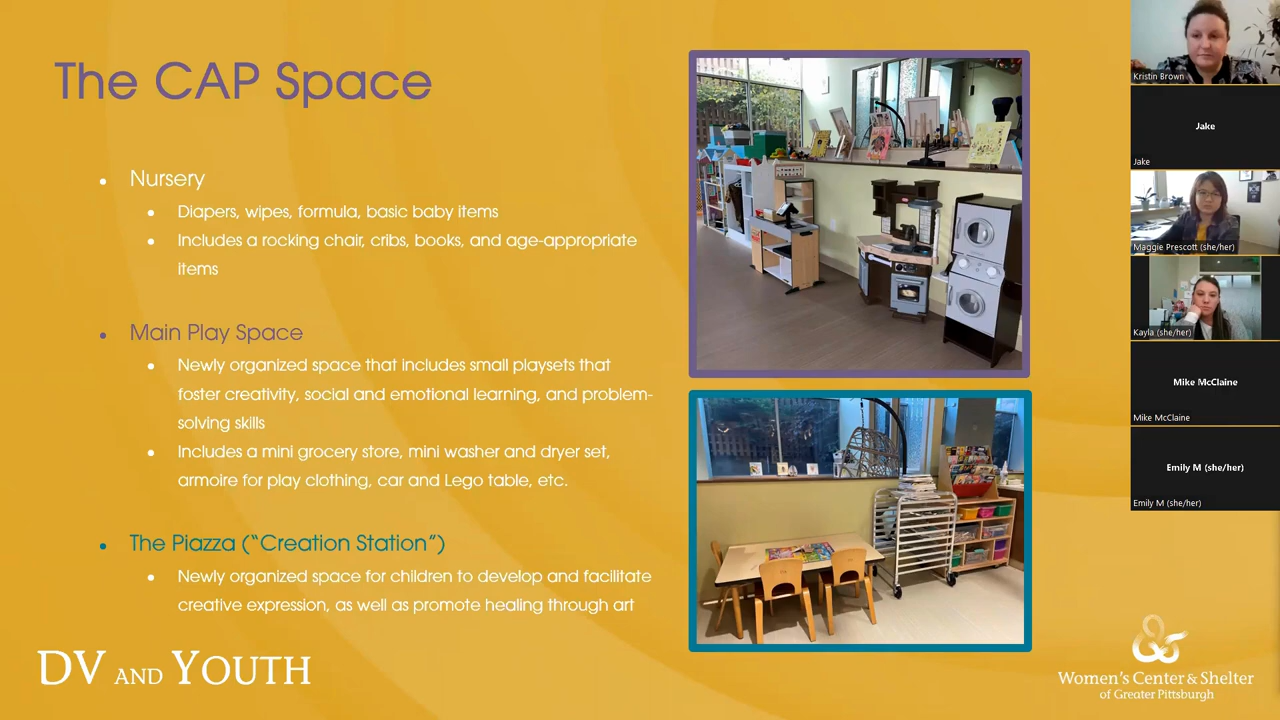 The CAP Space
Nursery
Diapers, wipes, formula, basic baby items
Includes a rocking chair, cribs, books, and age-appropriate
items
Main Play Space
Newly organized space that includes small playsets that
foster creativity, social and emotional learning, and problem-
solving skills
Includes a mini grocery store, mini washer and dryer set,
armoire for play clothing, car and Lego table, etc.
The Piazza (“Creation Station”)
Newly organized space for children to develop and facilitate
creative expression, as well as promote healing through art
DV AND YOUTH
Women's Center & Shelter
of Greater Pittsburgh
Kristin Brown
Jake
Jake
Maggie Prescott (she/her)
Kayla (she/her)
Mike McClaine
Mike McClaine
Emily M (she/her)
Emily M (she/her)